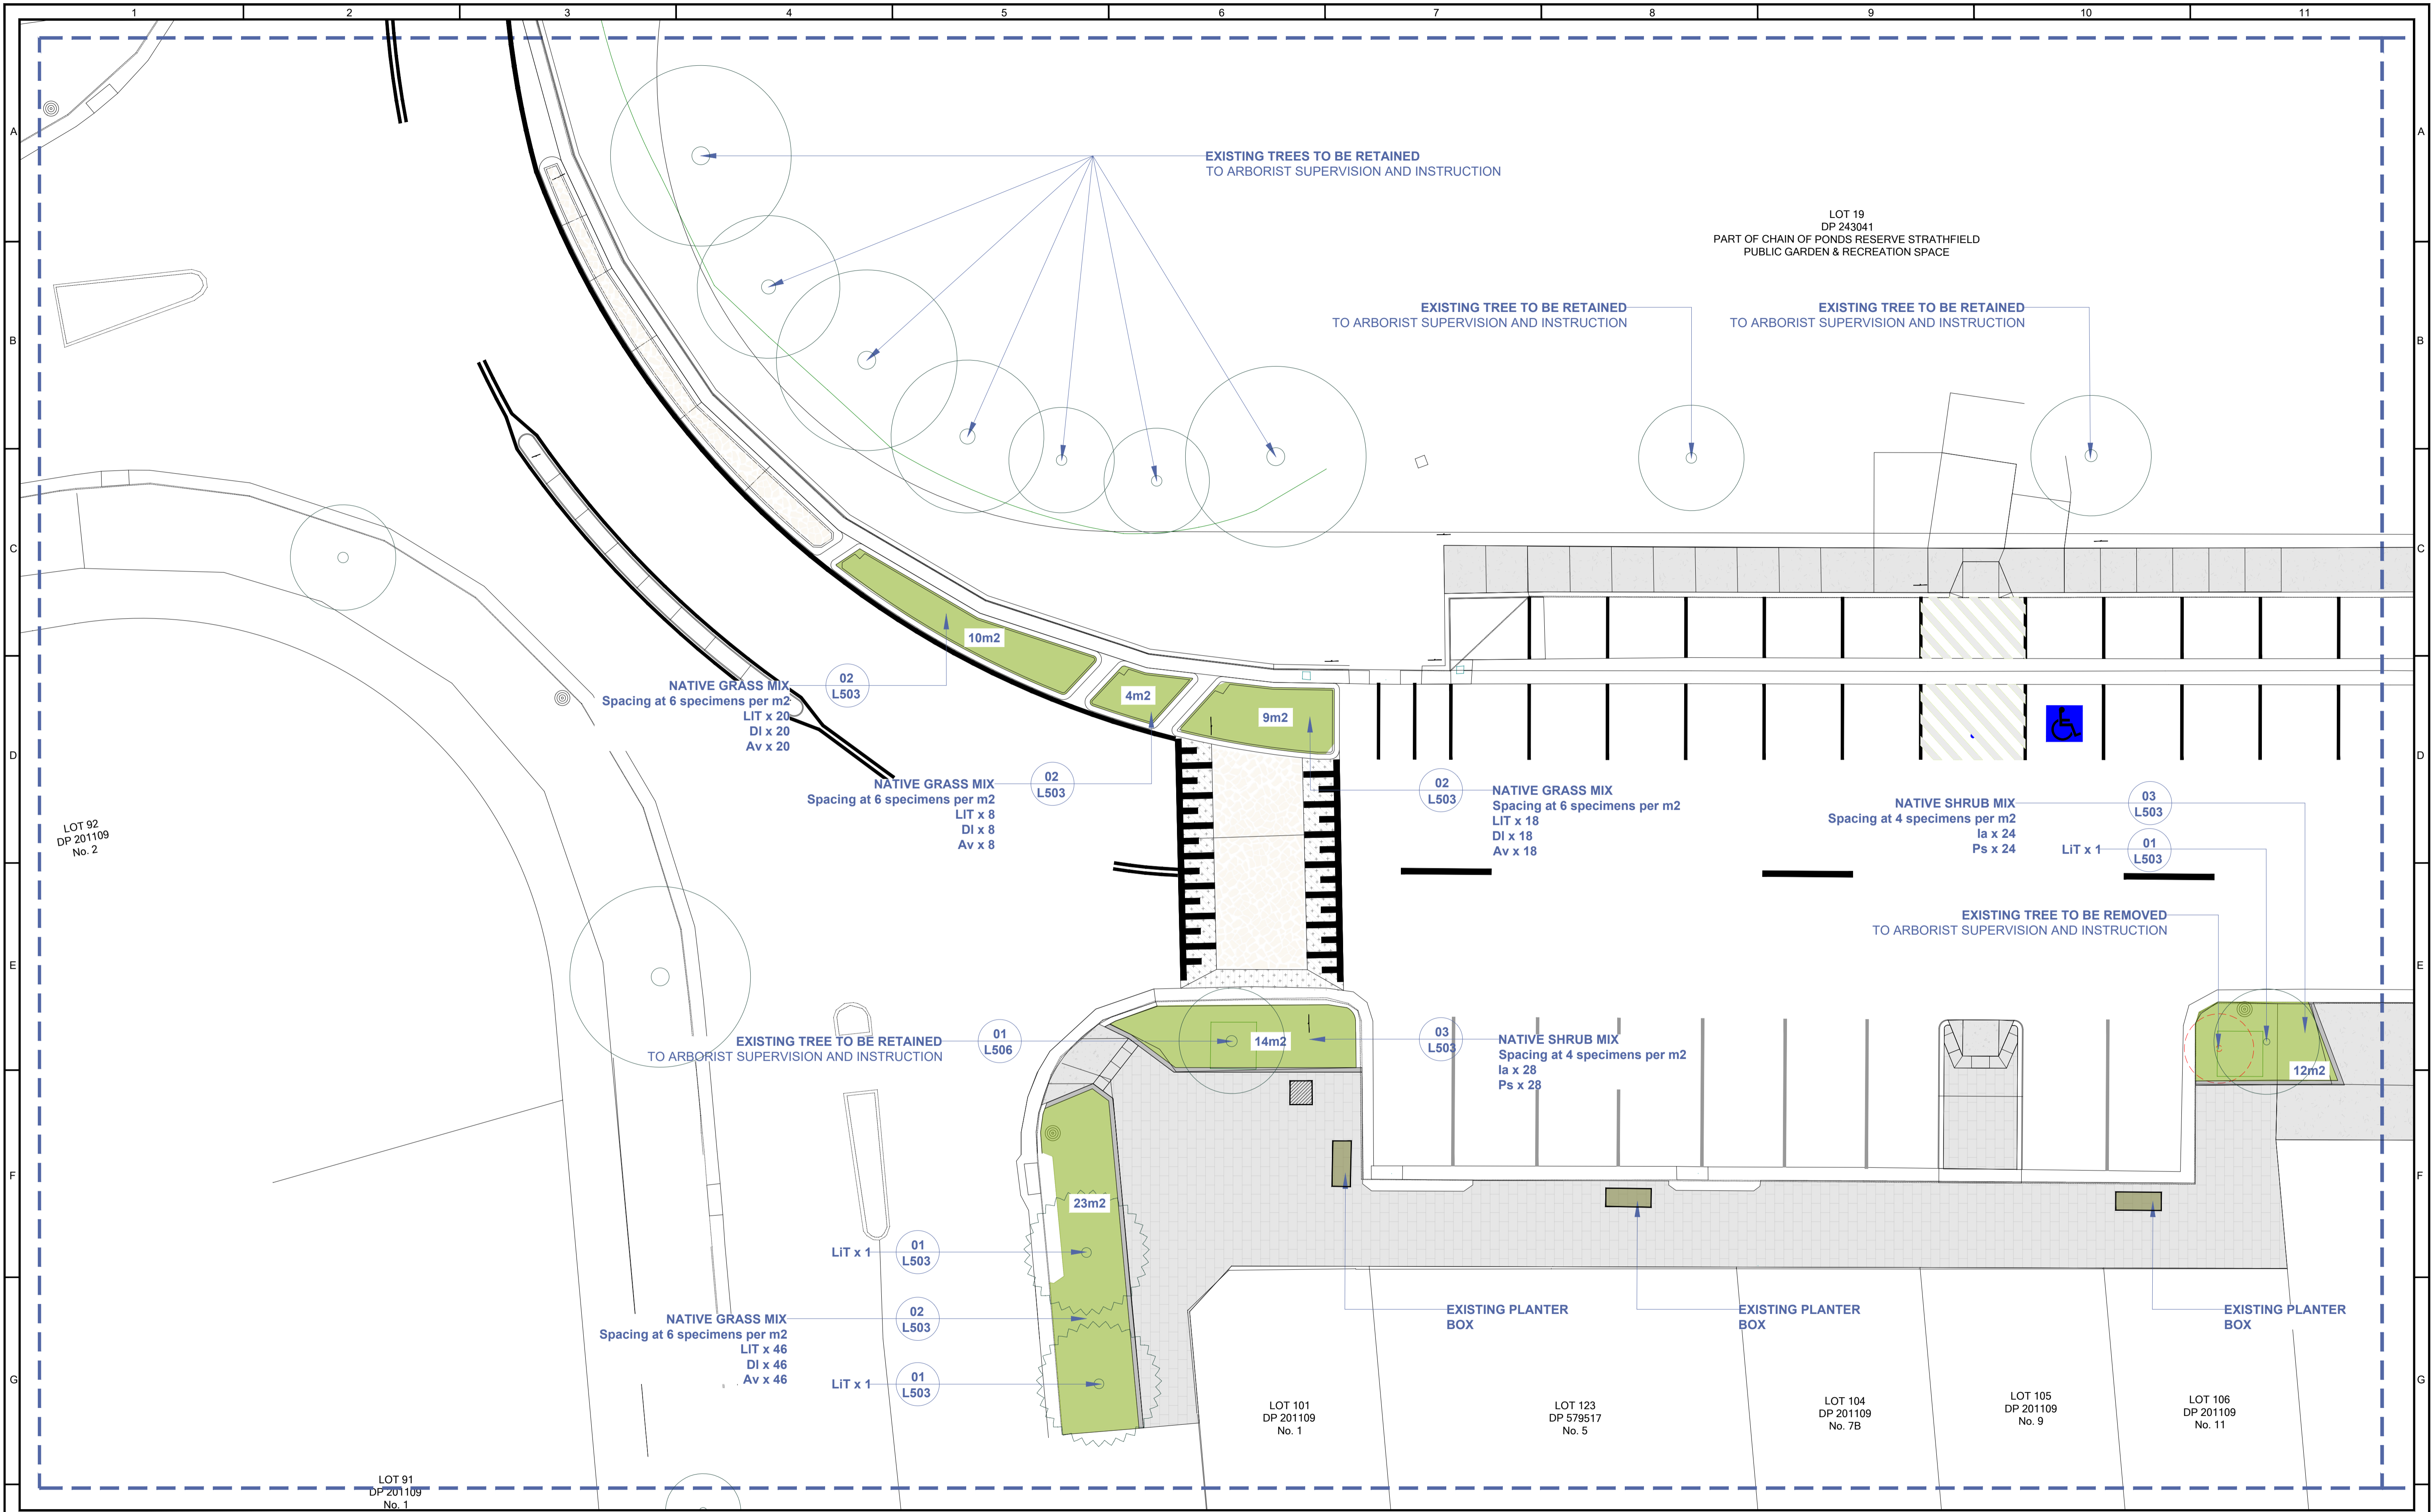 1 2 3 4 5 6 7 8 9 10 11
A
A
EXISTING TREES TO BE RETAINED
TO ARBORIST SUPERVISION AND INSTRUCTION
LOT 19
DP 243041
PART OF CHAIN OF PONDS RESERVE STRATHFIELD
PUBLIC GARDEN & RECREATION SPACE
EXISTING TREE TO BE RETAINED
TO ARBORIST SUPERVISION AND INSTRUCTION
EXISTING TREE TO BE RETAINED
TO ARBORIST SUPERVISION AND INSTRUCTION
B
B
C
C
10m2
4m2
9m2
NATIVE GRASS MIX
Spacing at 6 specimens per m2
LIT x 20
DI x 20
Av x 20
02
L503
D
D
NATIVE GRASS MIX
Spacing at 6 specimens per m2
LIT x 8
DI x 8
Av x 8
02
L503
02
L503
NATIVE GRASS MIX
Spacing at 6 specimens per m2
LIT x 18
DI x 18
Av x 18
NATIVE SHRUB MIX
Spacing at 4 specimens per m2
Ia x 24
Ps x 24
03
L503
LiT x 1
01
L503
LOT 92
DP 201109
No. 2
EXISTING TREE TO BE REMOVED
TO ARBORIST SUPERVISION AND INSTRUCTION
E
E
EXISTING TREE TO BE RETAINED
TO ARBORIST SUPERVISION AND INSTRUCTION
01
L506
14m2
03
L503
NATIVE SHRUB MIX
Spacing at 4 specimens per m2
Ia x 28
Ps x 28
12m2
F
F
23m2
LiT x 1
01
L503
NATIVE GRASS MIX
Spacing at 6 specimens per m2
LIT x 46
DI x 46
Av x 46
02
L503
LiT x 1
01
L503
EXISTING PLANTER
BOX
EXISTING PLANTER
BOX
EXISTING PLANTER
BOX
G
G
LOT 101
DP 201109
No. 1
LOT 123
DP 579517
No. 5
LOT 104
DP 201109
No. 7B
LOT 105
DP 201109
No. 9
LOT 106
DP 201109
No. 11
LOT 91
DP 201109
No. 1